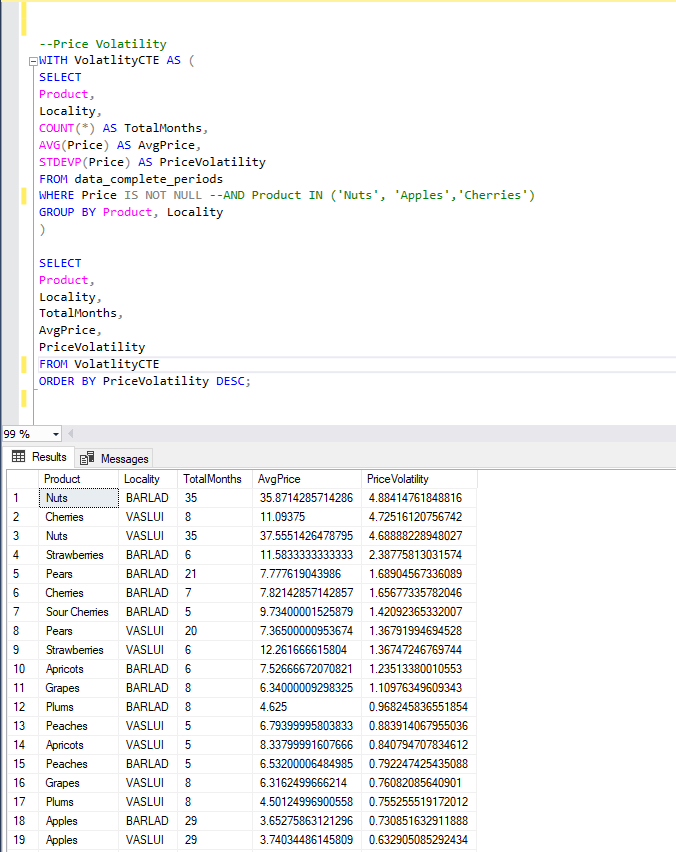 --Price Volatility
WITH VolatlityCTE AS (
SELECT
Product,
Locality,
COUNT(*) AS TotalMonths,
AVG(Price) AS AvgPrice,
STDEVP(Price) AS PriceVolatility
FROM data_complete_periods
WHERE Price IS NOT NULL --AND Product IN ('Nuts', 'Apples','Cherries')
GROUP BY Product, Locality
)
SELECT
Product,
Locality,
TotalMonths,
AvgPrice,
PriceVolatility
FROM VolatlityCTE
ORDER BY PriceVolatility DESC;
99 %
Results Messages
Product Locality TotalMonths AvgPrice PriceVolatility
1 Nuts BARLAD 35 35.8714285714286 4.88414761848816
2 Cherries VASLUI 8 11.09375 4.72516120756742
3 Nuts VASLUI 35 37.5551426478795 4.68888228948027
4 Strawberries BARLAD 6 11.5833333333333 2.38775813031574
5 Pears BARLAD 21 7.777619043986 1.68904567336089
6 Cherries BARLAD 7 7.82142857142857 1.65677335782046
7 Sour Cherries BARLAD 5 9.73400001525879 1.42092365332007
8 Pears VASLUI 20 7.36500000953674 1.36791994694528
9 Strawberries VASLUI 6 12.261666615804 1.36747246769744
10 Apricots BARLAD 6 7.52666672070821 1.23513380010553
11 Grapes BARLAD 8 6.34000009298325 1.10976349609343
12 Plums BARLAD 8 4.625 0.968245836551854
13 Peaches VASLUI 5 6.79399995803833 0.883914067955036
14 Apricots VASLUI 5 8.33799991607666 0.840794707834612
15 Peaches BARLAD 5 6.53200006484985 0.792247425435088
16 Grapes VASLUI 8 6.3162499666214 0.76082085640901
17 Plums VASLUI 8 4.50124996900558 0.755255519172012
18 Apples BARLAD 29 3.65275863121296 0.730851632911888
19 Apples VASLUI 29 3.74034486145809 0.632905085292434